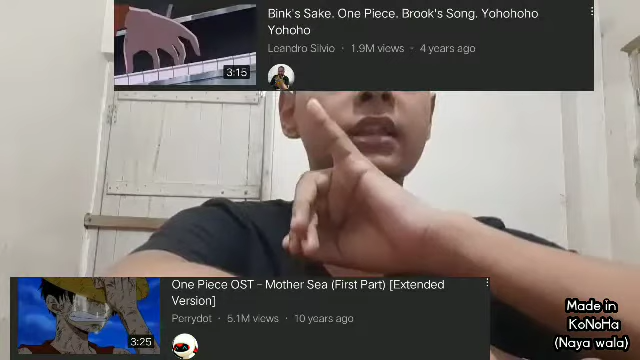 Bink's Sake. One Piece. Brook's Song. Yohohoho
Yohoho
Leandro Silvio · 1.9M views · 4 years ago
3:15
One Piece OST – Mother Sea (First Part) [Extended
Version]
Perrydot · 5.1M views · 10 years ago
3:25
Made in
KoNoHa
(Naya wala)